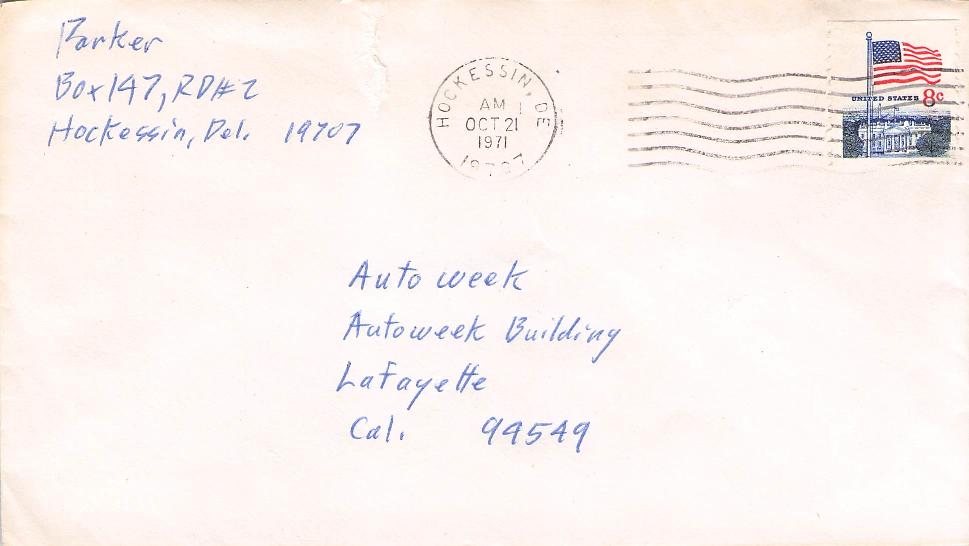 Parker
Box 147, RD#2
Hockessin, Del. 19707
HOCKESSIN, DE
AM
OCT 21
1971
19707
UNITED STATES 8c
Auto week
Autoweek Building
Lafayette
Cal. 94549